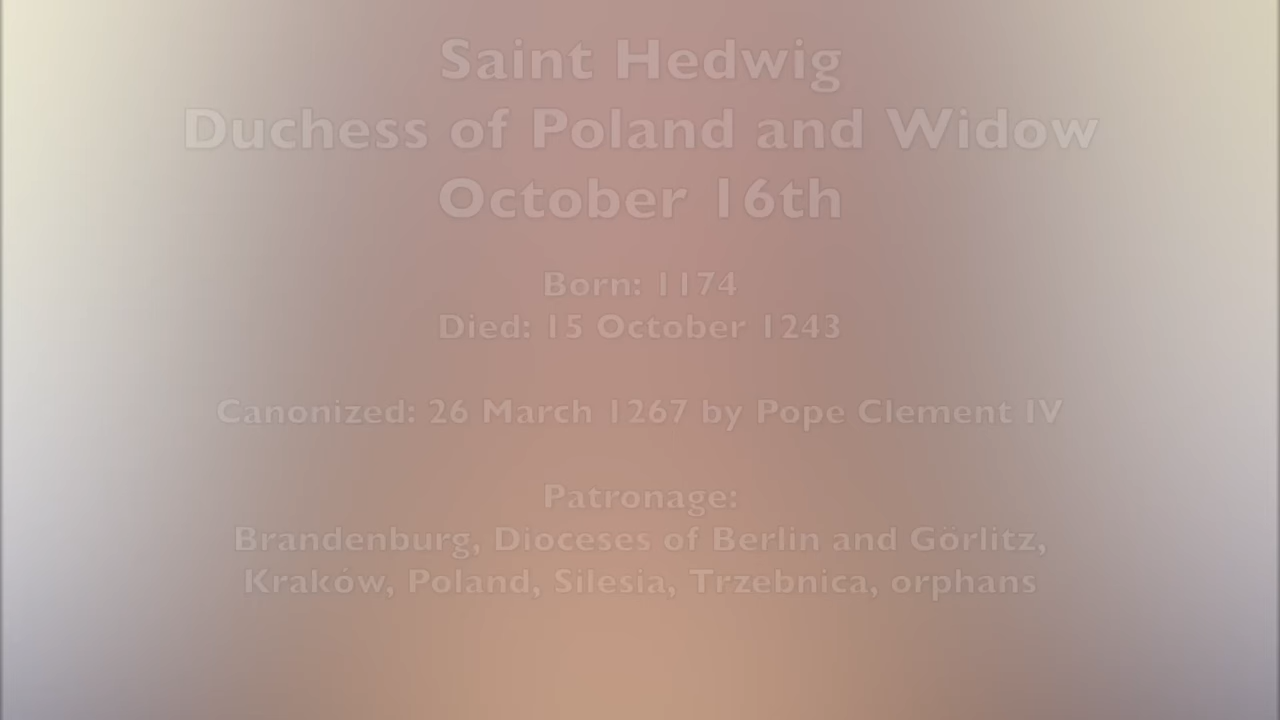 Saint Hedwig
Duchess of Poland and Widow
October 16th
Born: 1174
Died: 15 October 1243
Canonized: 26 March 1267 by Pope Clement IV
Patronage:
Brandenburg, Dioceses of Berlin and Görlitz,
Kraków, Poland, Silesia, Trzebnica, orphans